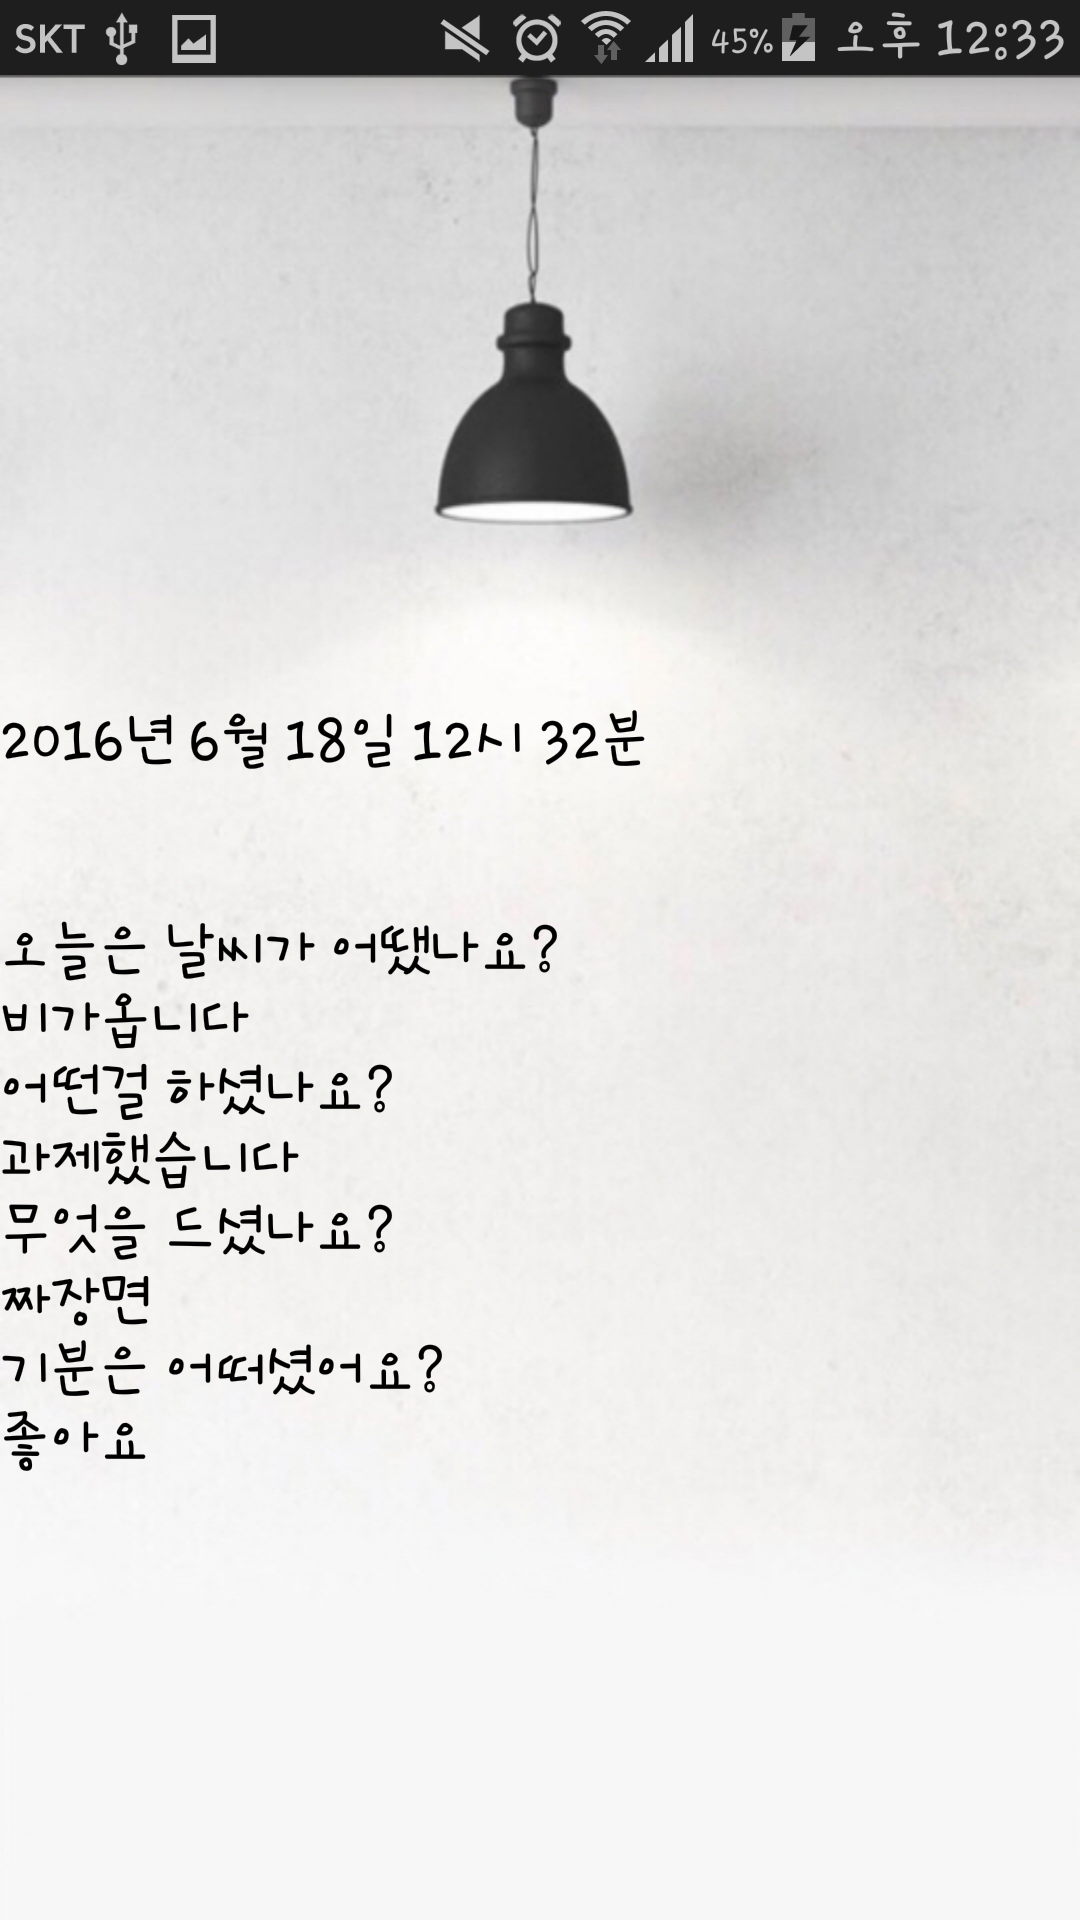 SKT 45% 오후 12:33
2016년 6월 18일 12시 32분
오늘은 날씨가 어땠나요?
비가옵니다
어떤걸 하셨나요?
과제했습니다
무엇을 드셨나요?
짜장면
기분은 어떠셨어요?
좋아요